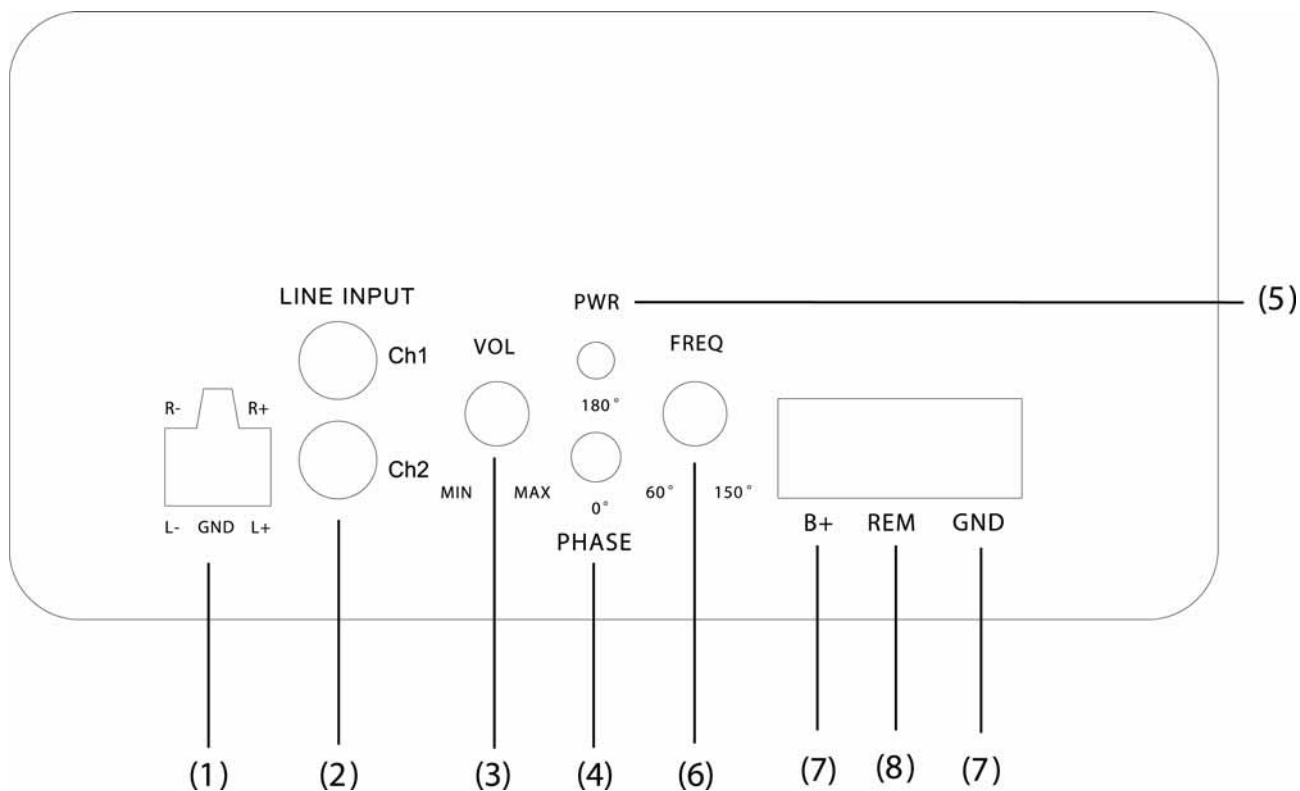 LINE INPUT
PWR
(5)
Ch1
VOL
FREQ
R- R+
180°
Ch2
MIN MAX
60° 150°
0°
L- GND L+
PHASE
B+ REM GND
(1) (2) (3) (4) (6) (7) (8) (7)